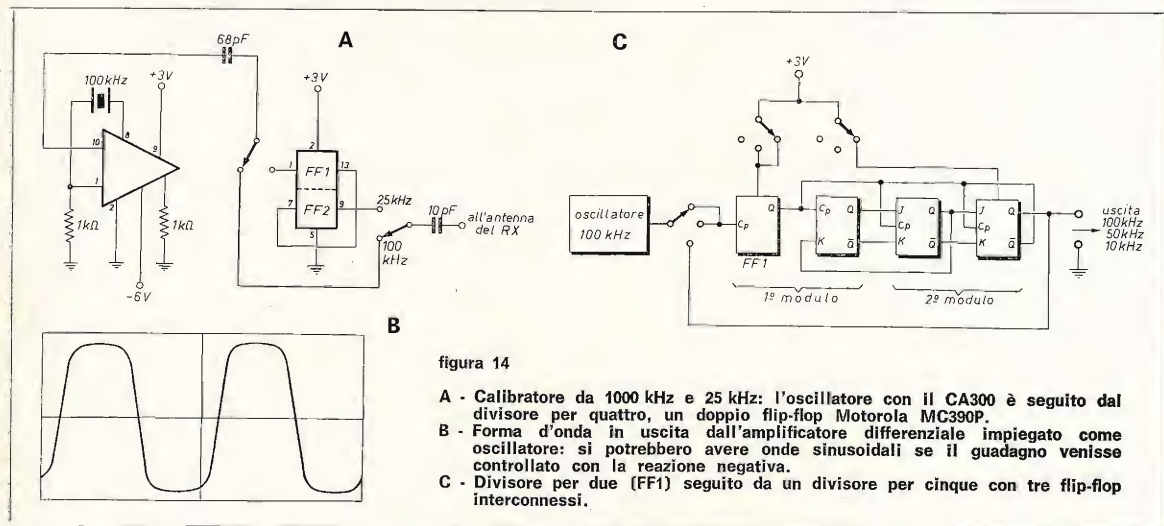 A
68pF
+3V
100kHz
8
9
10
1
2
1kΩ
1kΩ
-6V
+3V
2
1
FF1
13
7
FF2
9
25kHz
5
100
kHz
10pF
all'antenna
del RX
B
C
+3V
oscillatore
100 kHz
Cp
Q
FF1
Cp
Q
K
Q̅
J
Q
Cp
K
Q̅
J
Q
Cp
K
Q̅
1º modulo
2º modulo
uscita
100kHz
50kHz
10kHz
figura 14
A - Calibratore da 1000 kHz e 25 kHz: l'oscillatore con il CA300 è seguito dal
divisore per quattro, un doppio flip-flop Motorola MC390P.
B - Forma d'onda in uscita dall'amplificatore differenziale impiegato come
oscillatore: si potrebbero avere onde sinusoidali se il guadagno venisse
controllato con la reazione negativa.
C - Divisore per due (FF1) seguito da un divisore per cinque con tre flip-flop
interconnessi.